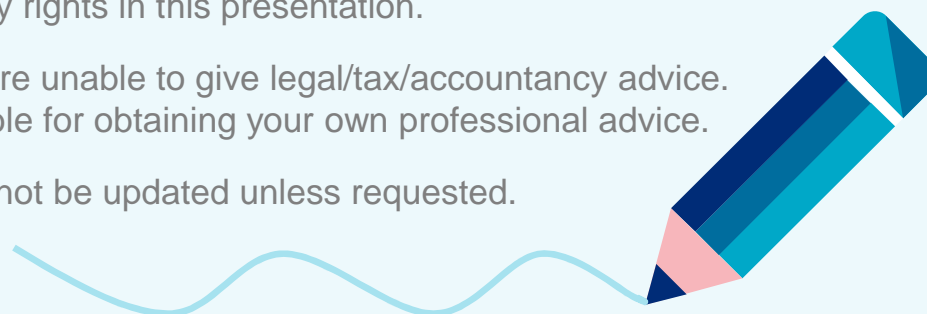 rights in this presentation.
re unable to give legal/tax/accountancy advice.
le for obtaining your own professional advice.
not be updated unless requested.